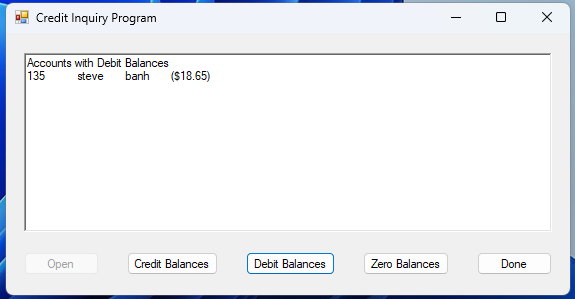 Credit Inquiry Program
Accounts with Debit Balances
135 steve banh ($18.65)
Open Credit Balances Debit Balances Zero Balances Done